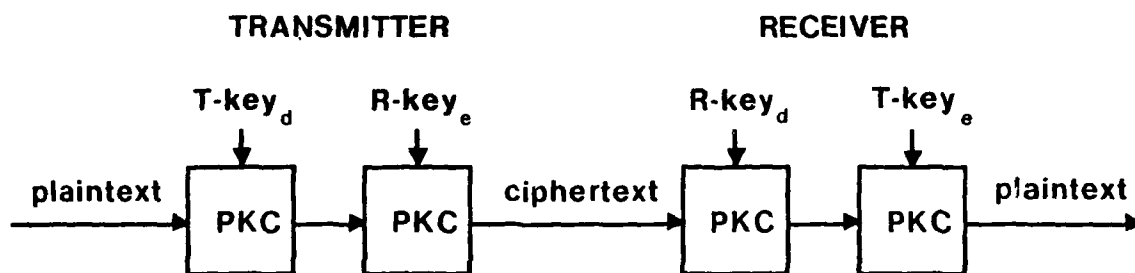 TRANSMITTER RECEIVER
T-key_d R-key_e R-key_d T-key_e
plaintext ciphertext plaintext
PKC PKC PKC PKC